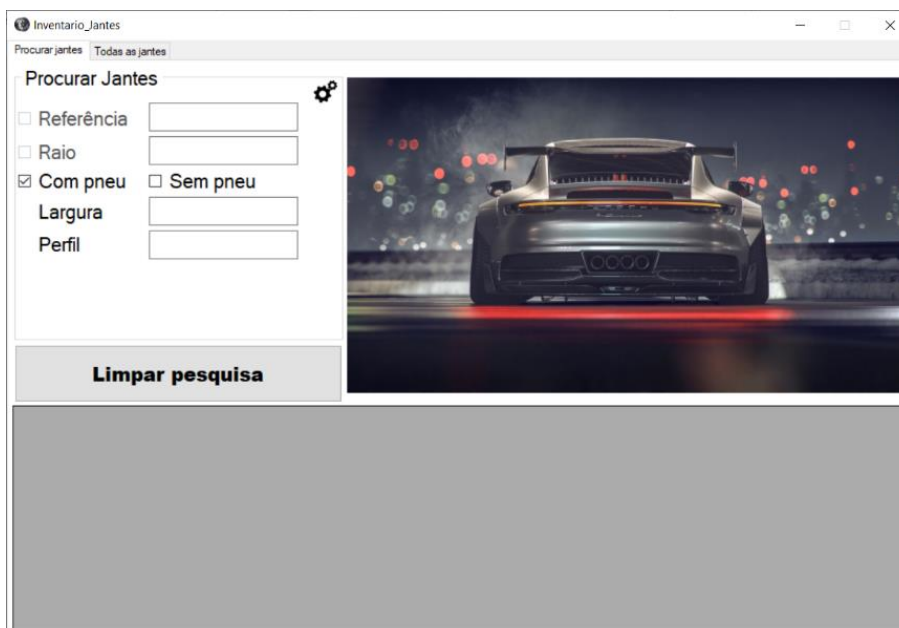 Inventario_Jantes
Procurar jantes Todas as jantes
Procurar Jantes
Referência
Raio
Com pneu Sem pneu
Largura
Perfil
Limpar pesquisa